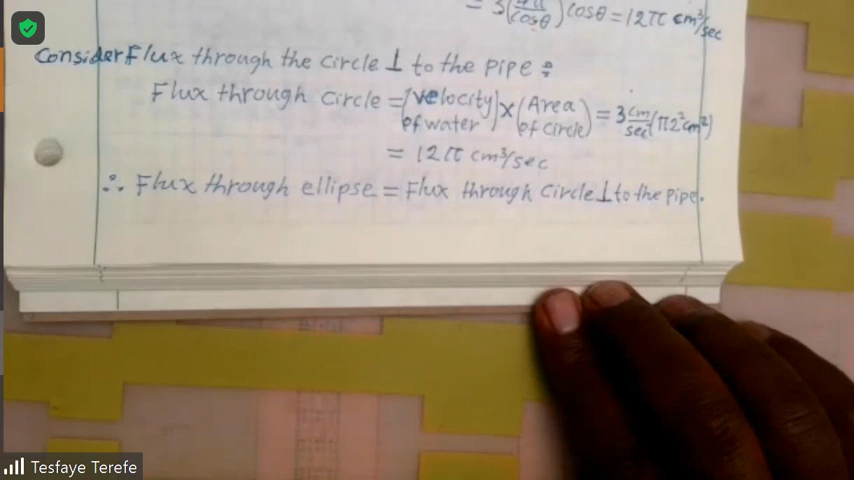 = 3(4π/cosθ) cosθ = 12π cm³/sec
Consider Flux through the circle ⊥ to the pipe:
Flux through circle = (velocity of water) × (Area of circle) = 3 cm/sec (π2² cm²)
= 12π cm³/sec
∴ Flux through ellipse = Flux through circle ⊥ to the pipe.
Tesfaye Terefe